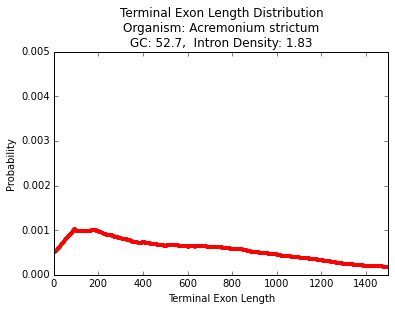 Terminal Exon Length Distribution
Organism: Acremonium strictum
GC: 52.7,  Intron Density: 1.83
0.005
0.004
0.003
0.002
0.001
0.000
Probability
0 200 400 600 800 1000 1200 1400
Terminal Exon Length